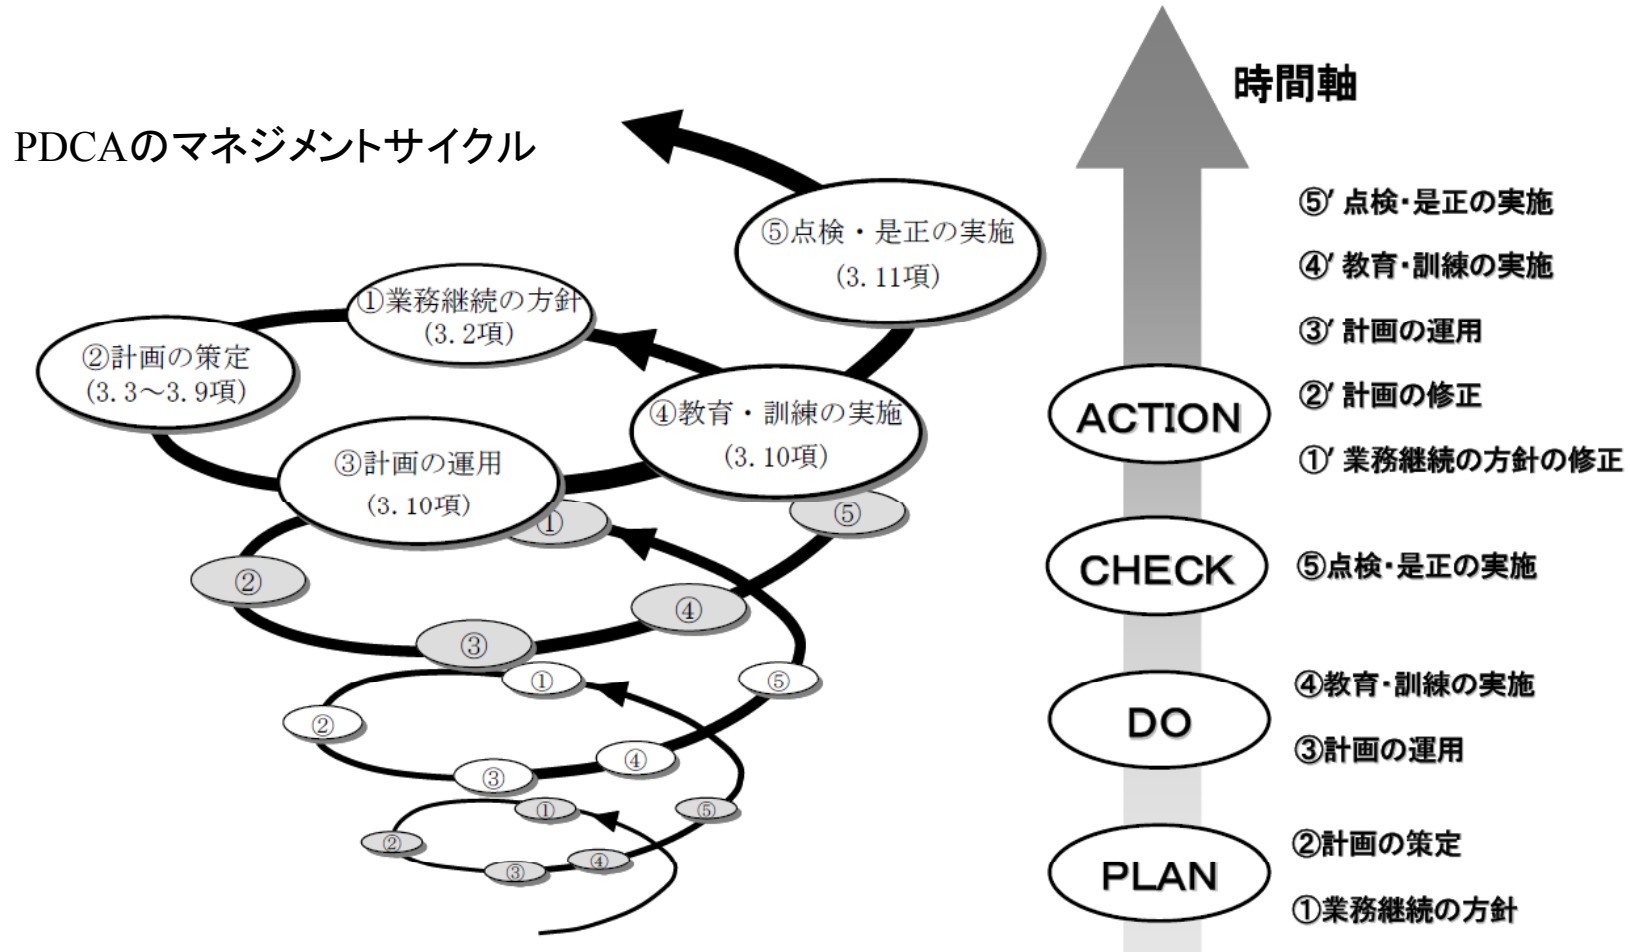 PDCAのマネジメントサイクル
⑤点検・是正の実施
(3.11項)
①業務継続の方針
(3.2項)
②計画の策定
(3.3～3.9項)
④教育・訓練の実施
(3.10項)
③計画の運用
(3.10項)
①
⑤
②
④
③
①
⑤
②
④
③
①
⑤
②
④
③
時間軸
⑤′ 点検・是正の実施
④′ 教育・訓練の実施
③′ 計画の運用
②′ 計画の修正
ACTION
①′ 業務継続の方針の修正
CHECK
⑤点検・是正の実施
④教育・訓練の実施
DO
③計画の運用
②計画の策定
PLAN
①業務継続の方針